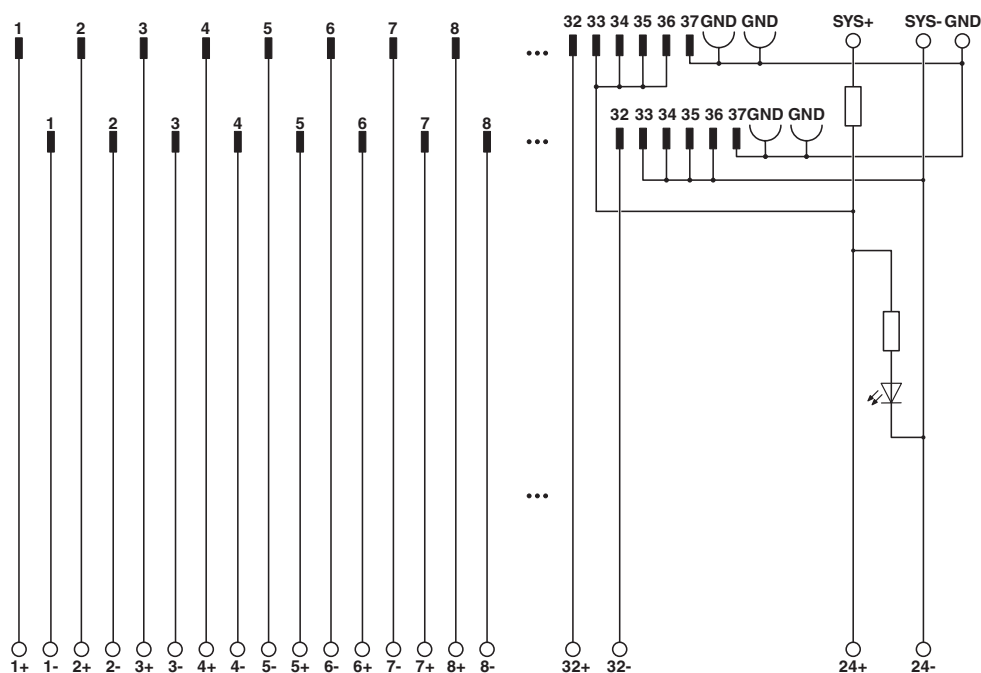 1 2 3 4 5 6 7 8 32 33 34 35 36 37 GND GND SYS+ SYS- GND
...
1 2 3 4 5 6 7 8 32 33 34 35 36 37 GND GND
...
...
1+ 1- 2+ 2- 3+ 3- 4+ 4- 5- 5+ 6- 6+ 7- 7+ 8+ 8- 32+ 32- 24+ 24-